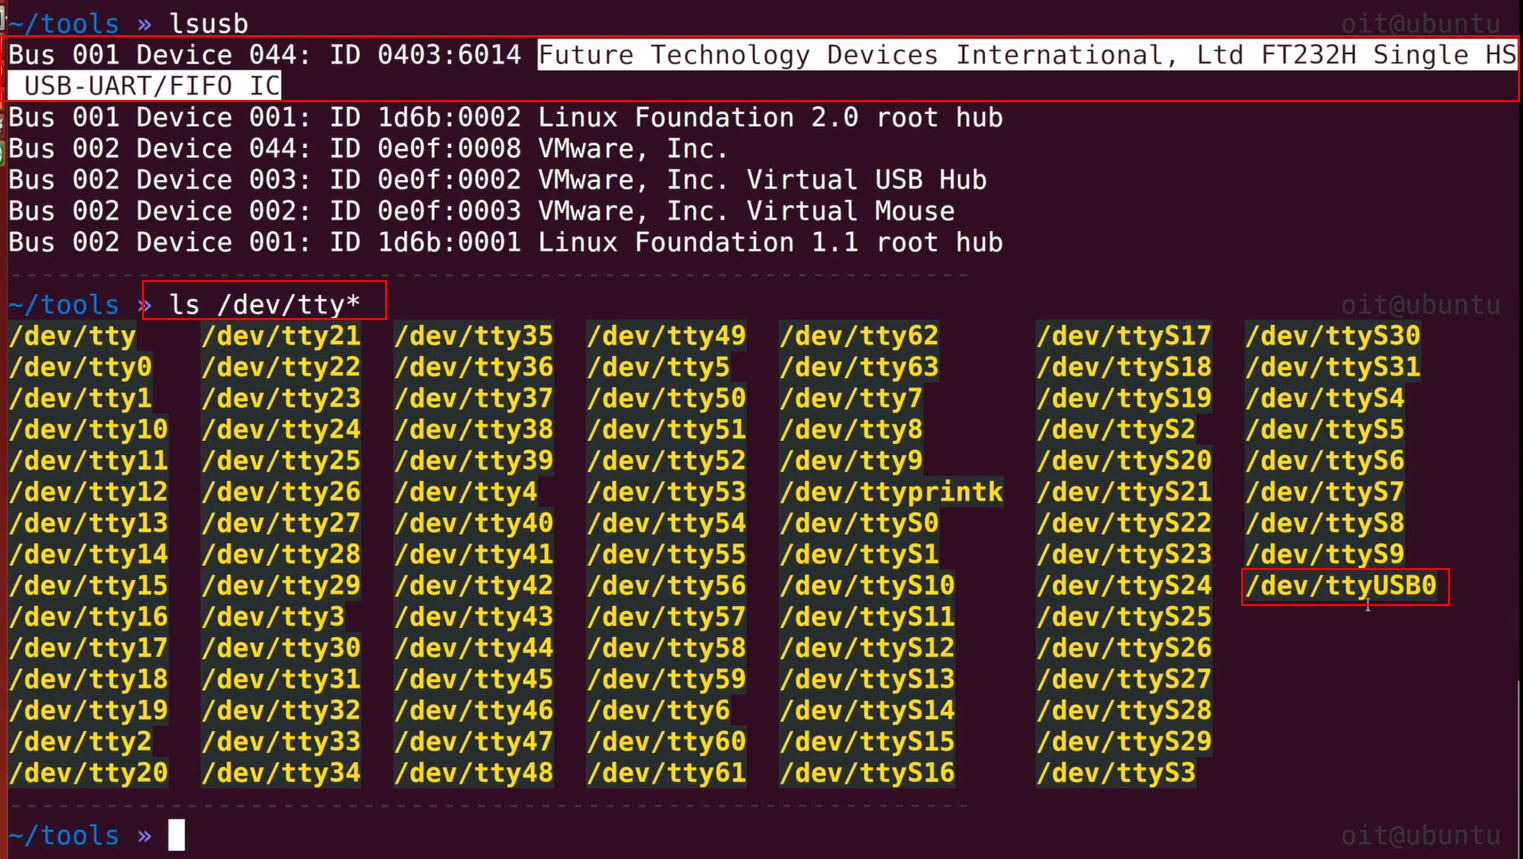 ~/tools » lsusb oit@ubuntu
Bus 001 Device 044: ID 0403:6014 Future Technology Devices International, Ltd FT232H Single HS
USB-UART/FIFO IC
Bus 001 Device 001: ID 1d6b:0002 Linux Foundation 2.0 root hub
Bus 002 Device 044: ID 0e0f:0008 VMware, Inc.
Bus 002 Device 003: ID 0e0f:0002 VMware, Inc. Virtual USB Hub
Bus 002 Device 002: ID 0e0f:0003 VMware, Inc. Virtual Mouse
Bus 002 Device 001: ID 1d6b:0001 Linux Foundation 1.1 root hub
~/tools » ls /dev/tty* oit@ubuntu
/dev/tty /dev/tty21 /dev/tty35 /dev/tty49 /dev/tty62 /dev/ttyS17 /dev/ttyS30
/dev/tty0 /dev/tty22 /dev/tty36 /dev/tty5 /dev/tty63 /dev/ttyS18 /dev/ttyS31
/dev/tty1 /dev/tty23 /dev/tty37 /dev/tty50 /dev/tty7 /dev/ttyS19 /dev/ttyS4
/dev/tty10 /dev/tty24 /dev/tty38 /dev/tty51 /dev/tty8 /dev/ttyS2 /dev/ttyS5
/dev/tty11 /dev/tty25 /dev/tty39 /dev/tty52 /dev/tty9 /dev/ttyS20 /dev/ttyS6
/dev/tty12 /dev/tty26 /dev/tty4 /dev/tty53 /dev/ttyprintk /dev/ttyS21 /dev/ttyS7
/dev/tty13 /dev/tty27 /dev/tty40 /dev/tty54 /dev/ttyS0 /dev/ttyS22 /dev/ttyS8
/dev/tty14 /dev/tty28 /dev/tty41 /dev/tty55 /dev/ttyS1 /dev/ttyS23 /dev/ttyS9
/dev/tty15 /dev/tty29 /dev/tty42 /dev/tty56 /dev/ttyS10 /dev/ttyS24 /dev/ttyUSB0
/dev/tty16 /dev/tty3 /dev/tty43 /dev/tty57 /dev/ttyS11 /dev/ttyS25
/dev/tty17 /dev/tty30 /dev/tty44 /dev/tty58 /dev/ttyS12 /dev/ttyS26
/dev/tty18 /dev/tty31 /dev/tty45 /dev/tty59 /dev/ttyS13 /dev/ttyS27
/dev/tty19 /dev/tty32 /dev/tty46 /dev/tty6 /dev/ttyS14 /dev/ttyS28
/dev/tty2 /dev/tty33 /dev/tty47 /dev/tty60 /dev/ttyS15 /dev/ttyS29
/dev/tty20 /dev/tty34 /dev/tty48 /dev/tty61 /dev/ttyS16 /dev/ttyS3
~/tools » oit@ubuntu